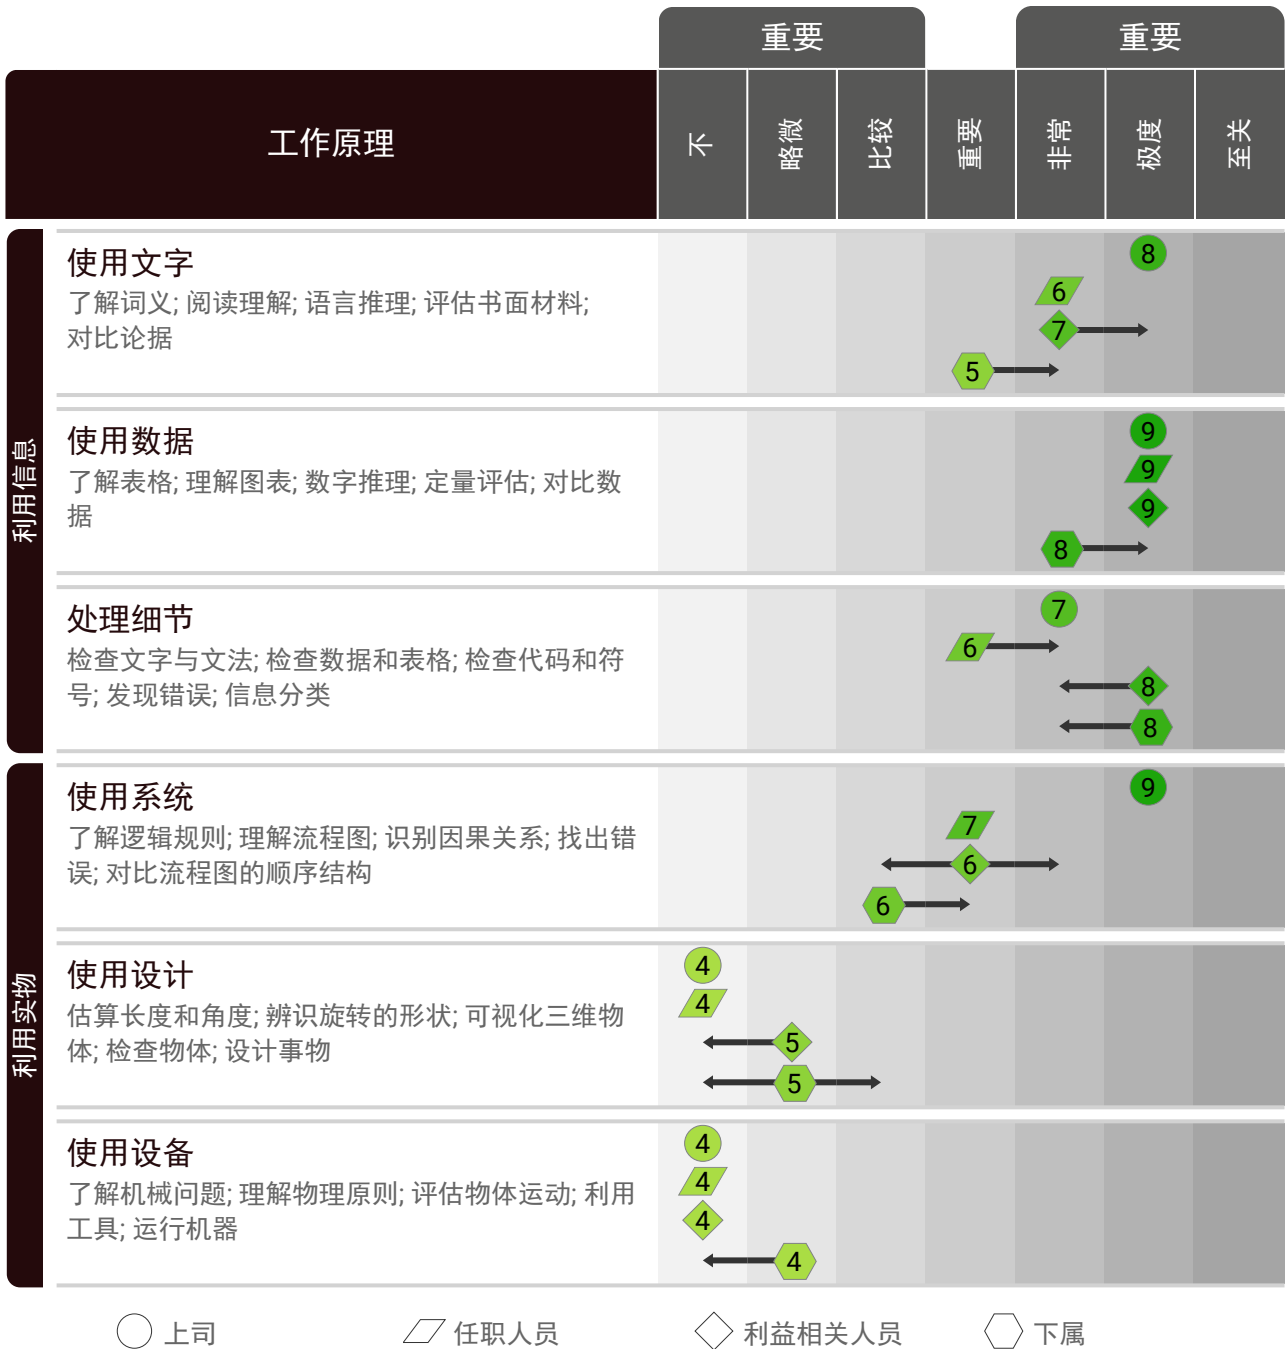 重要
重要
工作原理
不
略微
比较
重要
非常
极度
至关
利用信息
使用文字
了解词义; 阅读理解; 语言推理; 评估书面材料;
对比论据
8
6
7
5
使用数据
了解表格; 理解图表; 数字推理; 定量评估; 对比数
据
9
9
9
8
处理细节
检查文字与文法; 检查数据和表格; 检查代码和符
号; 发现错误; 信息分类
7
6
8
8
利用实物
使用系统
了解逻辑规则; 理解流程图; 识别因果关系; 找出错
误; 对比流程图的顺序结构
9
7
6
6
使用设计
估算长度和角度; 辨识旋转的形状; 可视化三维物
体; 检查物体; 设计事物
4
4
5
5
使用设备
了解机械问题; 理解物理原则; 评估物体运动; 利用
工具; 运行机器
4
4
4
4
上司
任职人员
利益相关人员
下属